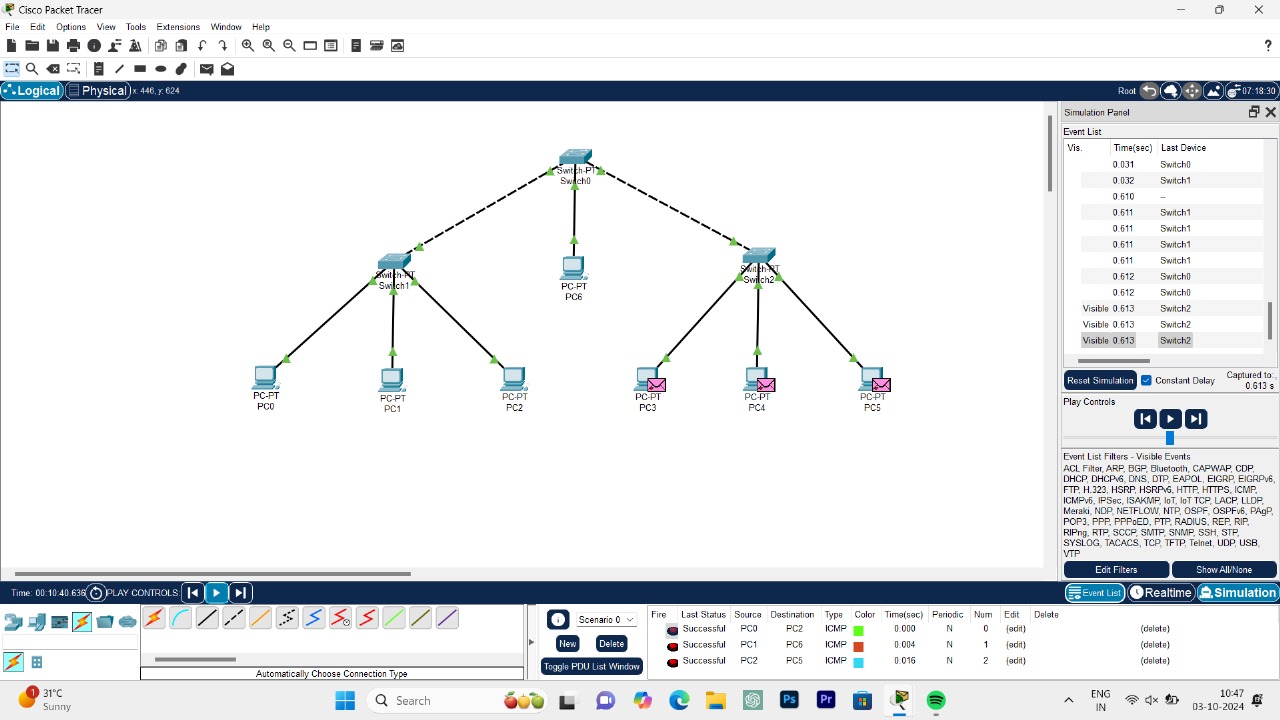 Cisco Packet Tracer
File Edit Options View Tools Extensions Window Help
?
Logical Physical x: 446, y: 624 Root 07:18:30
Simulation Panel
Event List
Vis. Time(sec) Last Device
0.031 Switch0
0.032 Switch1
0.610 --
0.611 Switch1
0.611 Switch1
0.611 Switch1
0.611 Switch1
0.612 Switch0
0.612 Switch0
Visible 0.613 Switch2
Visible 0.613 Switch2
Visible 0.613 Switch2
Reset Simulation Constant Delay Captured to:
0.613 s
Play Controls
Event List Filters - Visible Events
ACL Filter, ARP, BGP, Bluetooth, CAPWAP, CDP,
DHCP, DHCPv6, DNS, DTP, EAPOL, EIGRP, EIGRPv6,
FTP, H.323, HSRP, HSRPv6, HTTP, HTTPS, ICMP,
ICMPv6, IPSec, ISAKMP, IoT, IoT TCP, LACP, LLDP,
Meraki, NDP, NETFLOW, NTP, OSPF, OSPFv6, PAgP,
POP3, PPP, PPPoED, PTP, RADIUS, REP, RIP,
RIPng, RTP, SCCP, SMTP, SNMP, SSH, STP,
SYSLOG, TACACS, TCP, TFTP, Telnet, UDP, USB,
VTP
Edit Filters Show All/None
Event List Realtime Simulation
Switch-PT
Switch0
Switch-PT
Switch1
Switch-PT
Switch2
PC-PT
PC6
PC-PT
PC0
PC-PT
PC1
PC-PT
PC2
PC-PT
PC3
PC-PT
PC4
PC-PT
PC5
Time: 00:10:40.636 PLAY CONTROLS:
Automatically Choose Connection Type
Scenario 0
New Delete
Toggle PDU List Window
Fire Last Status Source Destination Type Color Time(sec) Periodic Num Edit Delete
Successful PC0 PC2 ICMP 0.000 N 0 (edit) (delete)
Successful PC1 PC6 ICMP 0.004 N 1 (edit) (delete)
Successful PC2 PC5 ICMP 0.016 N 2 (edit) (delete)
1
31°C
Sunny
Search
Ps
Pr
ENG
IN
10:47
03-10-2024